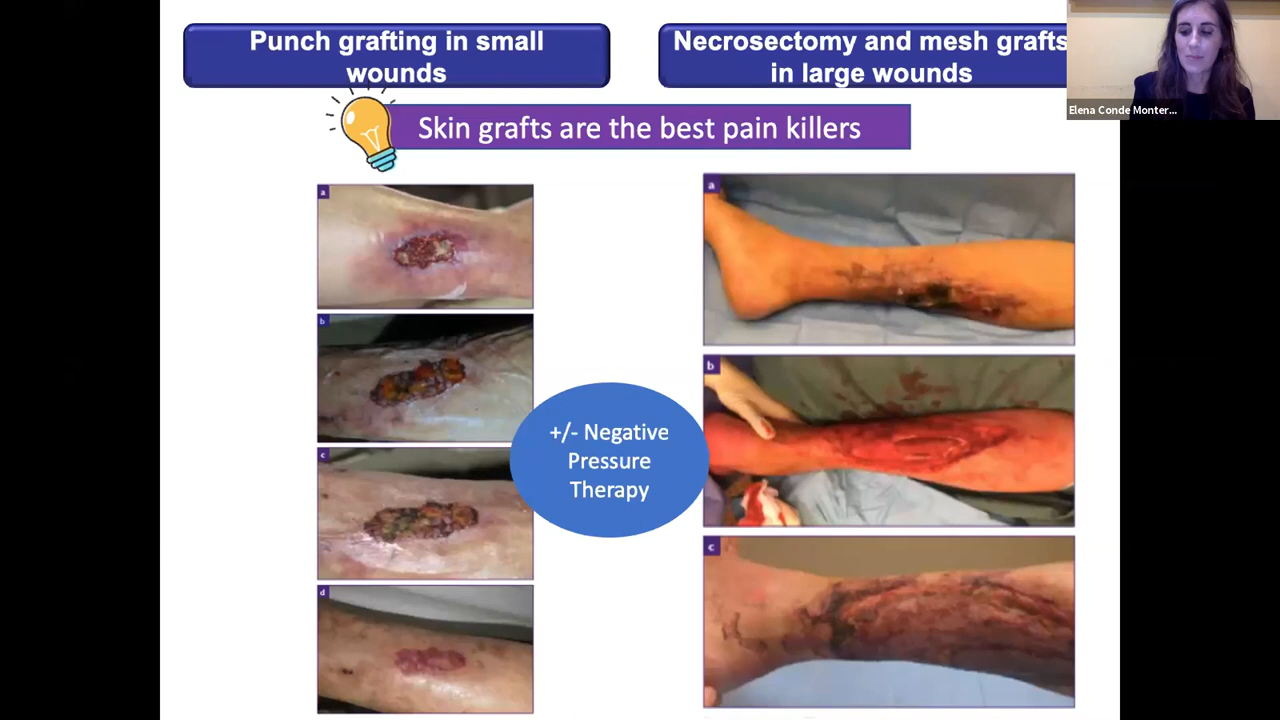 Punch grafting in small
wounds
Necrosectomy and mesh grafts
in large wounds
Elena Conde Monter...
Skin grafts are the best pain killers
a
b
c
d
+/- Negative
Pressure
Therapy
a
b
c